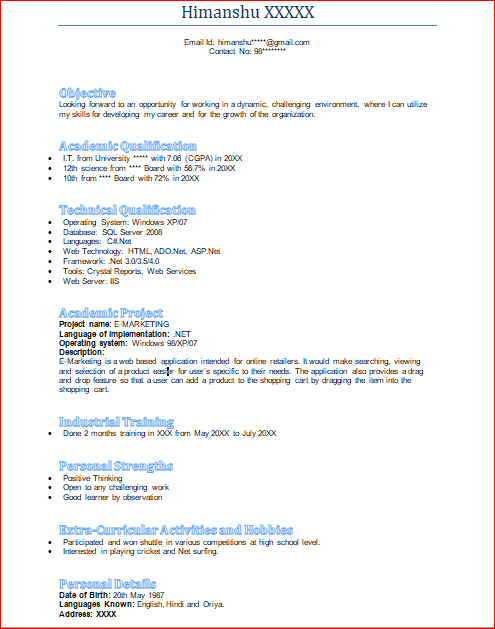 Himanshu XXXXX
Email Id: himanshu*****@gmail.com
Contact No: 98********
Objective
Looking forward to an opportunity for working in a dynamic, challenging environment, where I can utilize
my skills for developing my career and for the growth of the organization.
Academic Qualification
• I.T. from University ***** with 7.06 (CGPA) in 20XX
• 12th science from **** Board with 56.7% in 20XX
• 10th from **** Board with 72% in 20XX
Technical Qualification
• Operating System: Windows XP/07
• Database: SQL Server 2008
• Languages: C#.Net
• Web Technology: HTML, ADO.Net, ASP.Net
• Framework: .Net 3.0/3.5/4.0
• Tools: Crystal Reports, Web Services
• Web Server: IIS
Academic Project
Project name: E-MARKETING
Language of Implementation: .NET
Operating system: Windows 98/XP/07
Description:
E-Marketing is a web based application intended for online retailers. It would make searching, viewing
and selection of a product easier for user's specific to their needs. The application also provides a drag
and drop feature so that a user can add a product to the shopping cart by dragging the item into the
shopping cart.
Industrial Training
• Done 2 months training in XXX from May 20XX to July 20XX
Personal Strengths
• Positive Thinking
• Open to any challenging work
• Good learner by observation
Extra-Curricular Activities and Hobbies
• Participated and won shuttle in various competitions at high school level.
• Interested in playing cricket and Net surfing.
Personal Details
Date of Birth: 20th May 1987
Languages Known: English, Hindi and Oriya.
Address: XXXX